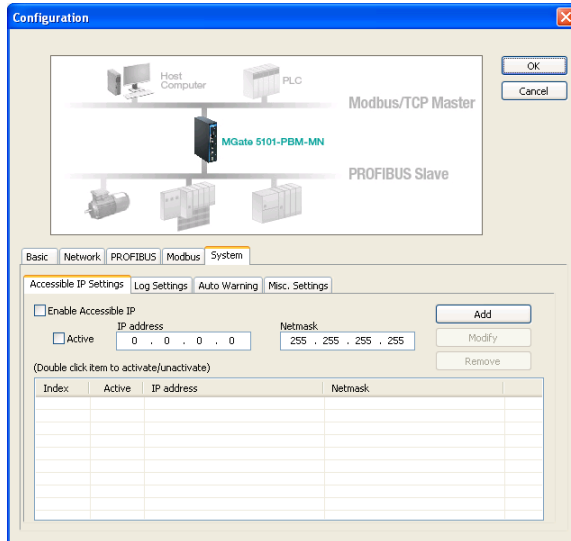 Configuration
Host Computer
PLC
Modbus/TCP Master
MGate 5101-PBM-MN
PROFIBUS Slave
OK
Cancel
Basic Network PROFIBUS Modbus System
Accessible IP Settings Log Settings Auto Warning Misc. Settings
Enable Accessible IP
Add
IP address Netmask
Active 0 . 0 . 0 . 0 255 . 255 . 255 . 255
Modify
Remove
(Double click item to activate/unactivate)
Index Active IP address Netmask